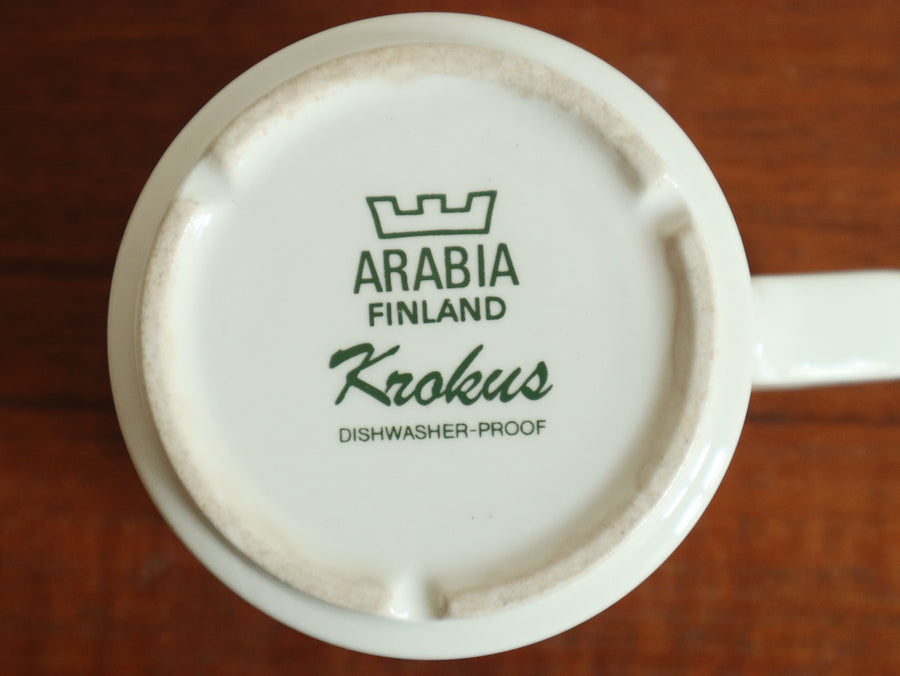 ARABIA
FINLAND
Krokus
DISHWASHER-PROOF